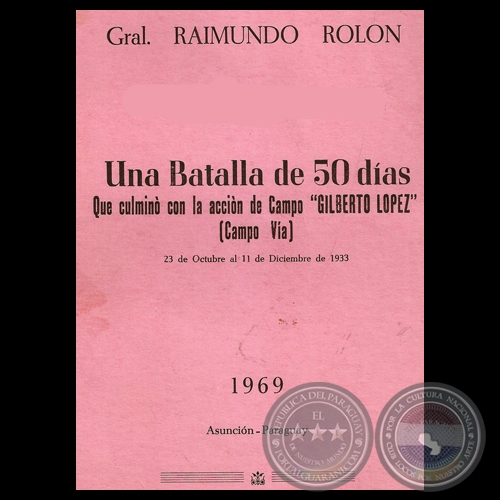 Gral. RAIMUNDO ROLON
Una Batalla de 50 días
Que culminò con la acciòn de Campo "GILBERTO LOPEZ"
(Campo Vía)
23 de Octubre al 11 de Diciembre de 1933
1969
Asunción - Paraguay